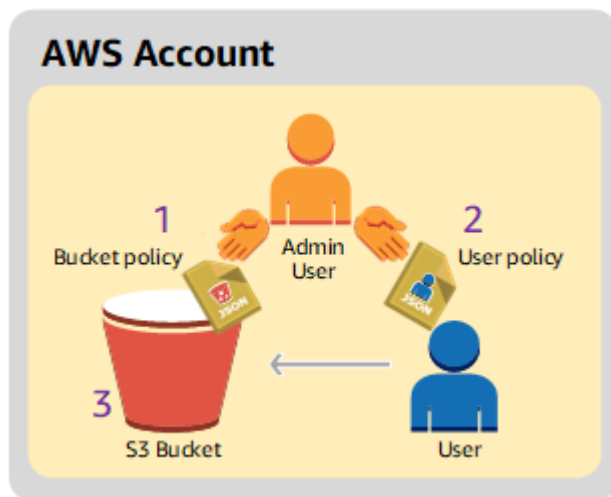 AWS Account
1
2
Bucket policy
Admin
User
User policy
JSON
JSON
3
S3 Bucket
User